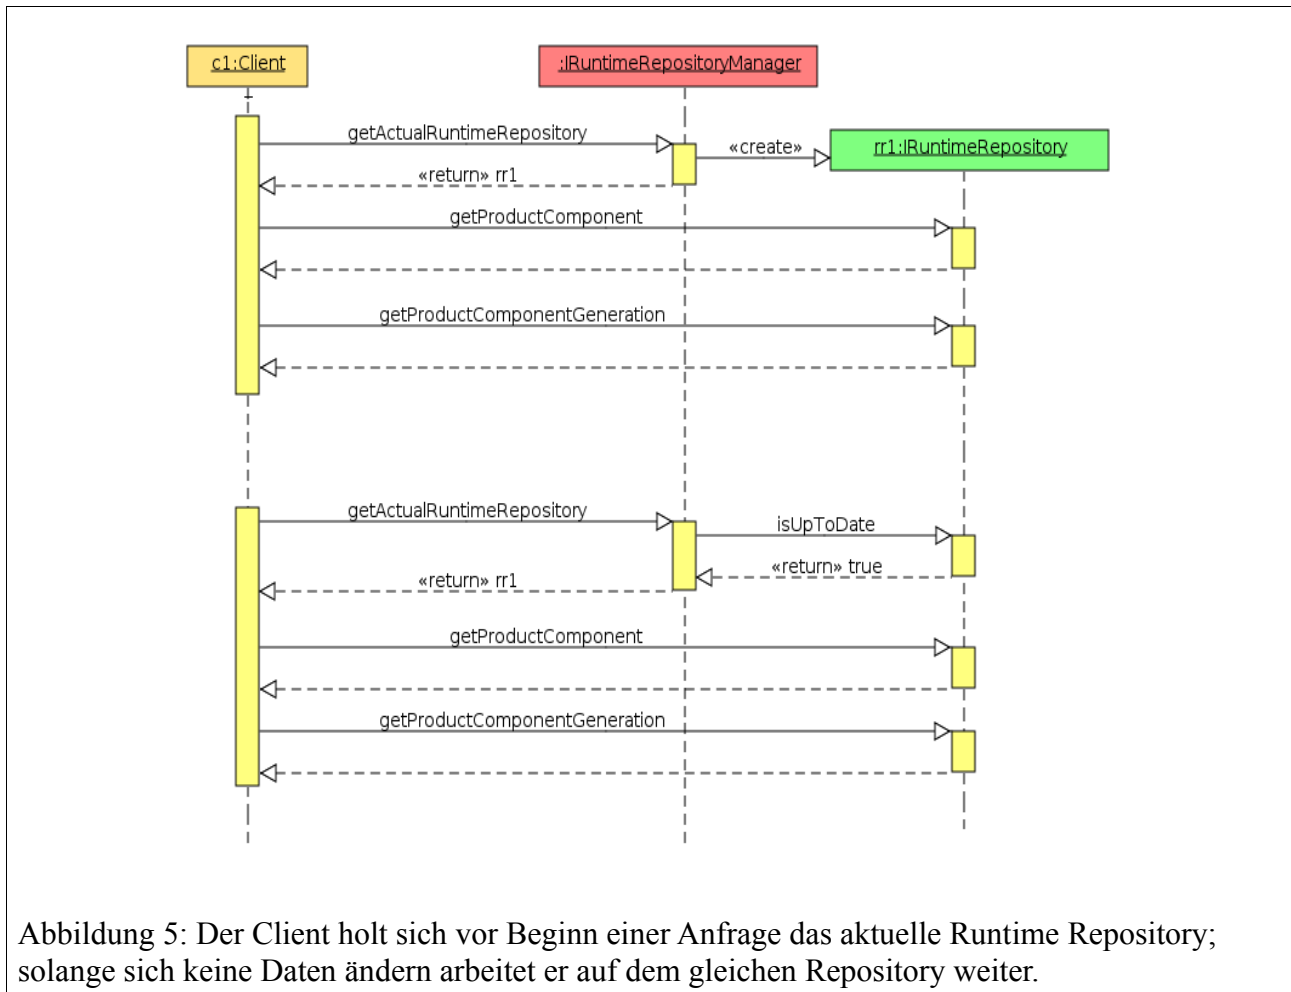 c1:Client
:IRuntimeRepositoryManager
getActualRuntimeRepository
«create»
rr1:IRuntimeRepository
«return» rr1
getProductComponent
getProductComponentGeneration
getActualRuntimeRepository
isUpToDate
«return» true
«return» rr1
getProductComponent
getProductComponentGeneration
Abbildung 5: Der Client holt sich vor Beginn einer Anfrage das aktuelle Runtime Repository;
solange sich keine Daten ändern arbeitet er auf dem gleichen Repository weiter.